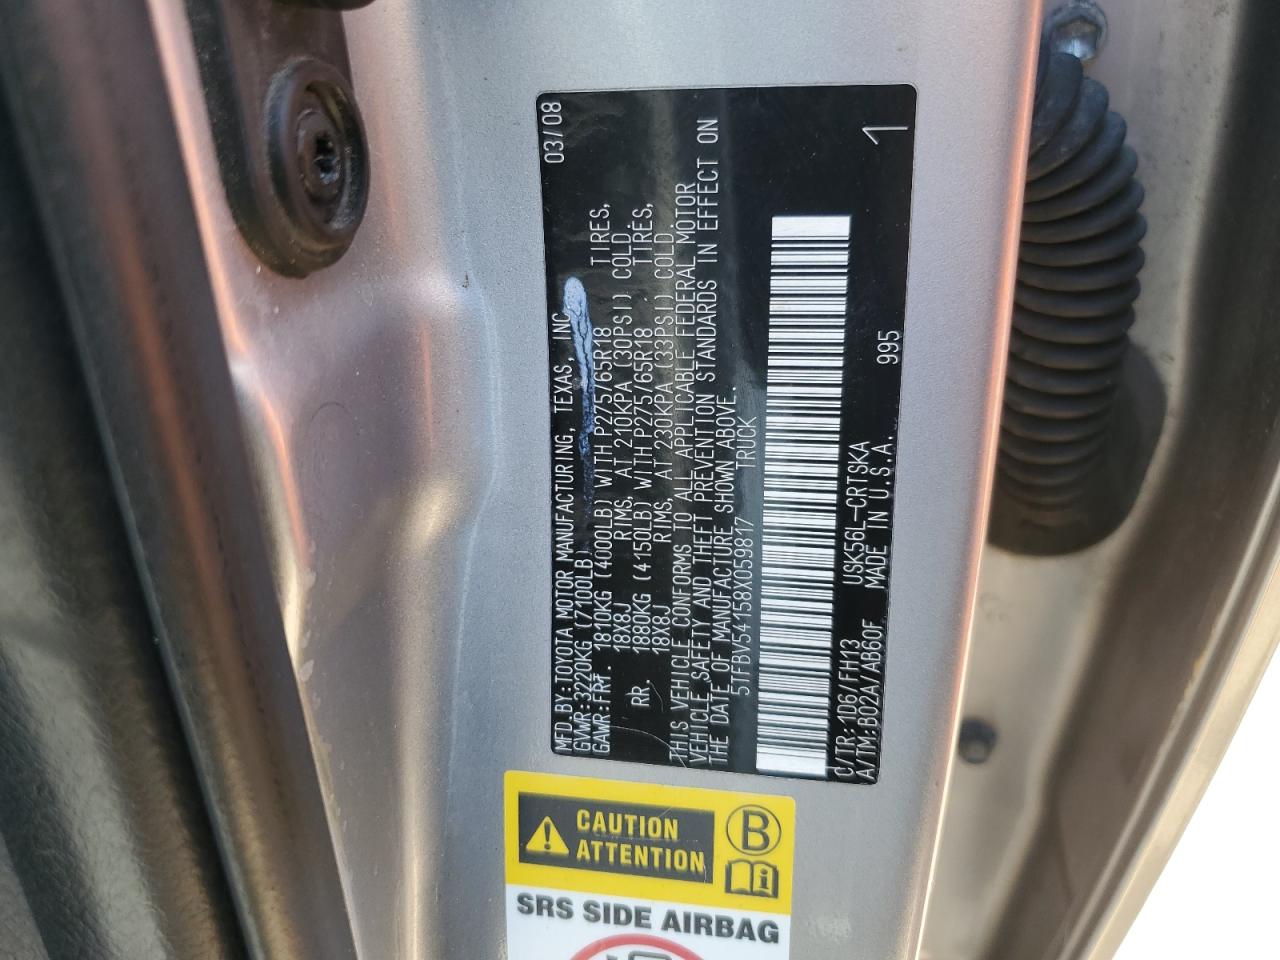 MFD.BY:TOYOTA MOTOR MANUFACTURING, TEXAS, INC. 03/08
GVWR:3220KG (7100LB)
GAWR:FRT. 1810KG (4000LB) WITH P275/65R18 TIRES,
18X8J RIMS, AT 210KPA (30PSI) COLD.
RR. 1880KG (4150LB) WITH P275/65R18 TIRES,
18X8J RIMS, AT 230KPA (33PSI) COLD.
THIS VEHICLE CONFORMS TO ALL APPLICABLE FEDERAL MOTOR
VEHICLE SAFETY AND THEFT PREVENTION STANDARDS IN EFFECT ON
THE DATE OF MANUFACTURE SHOWN ABOVE.
5TFBV54158X059817 TRUCK
C/TR:1D6/FH13 USK56L-CRTSKA
A/TM:B02A/AB60F MADE IN U.S.A. 995 1
CAUTION
ATTENTION
B
i
SRS SIDE AIRBAG